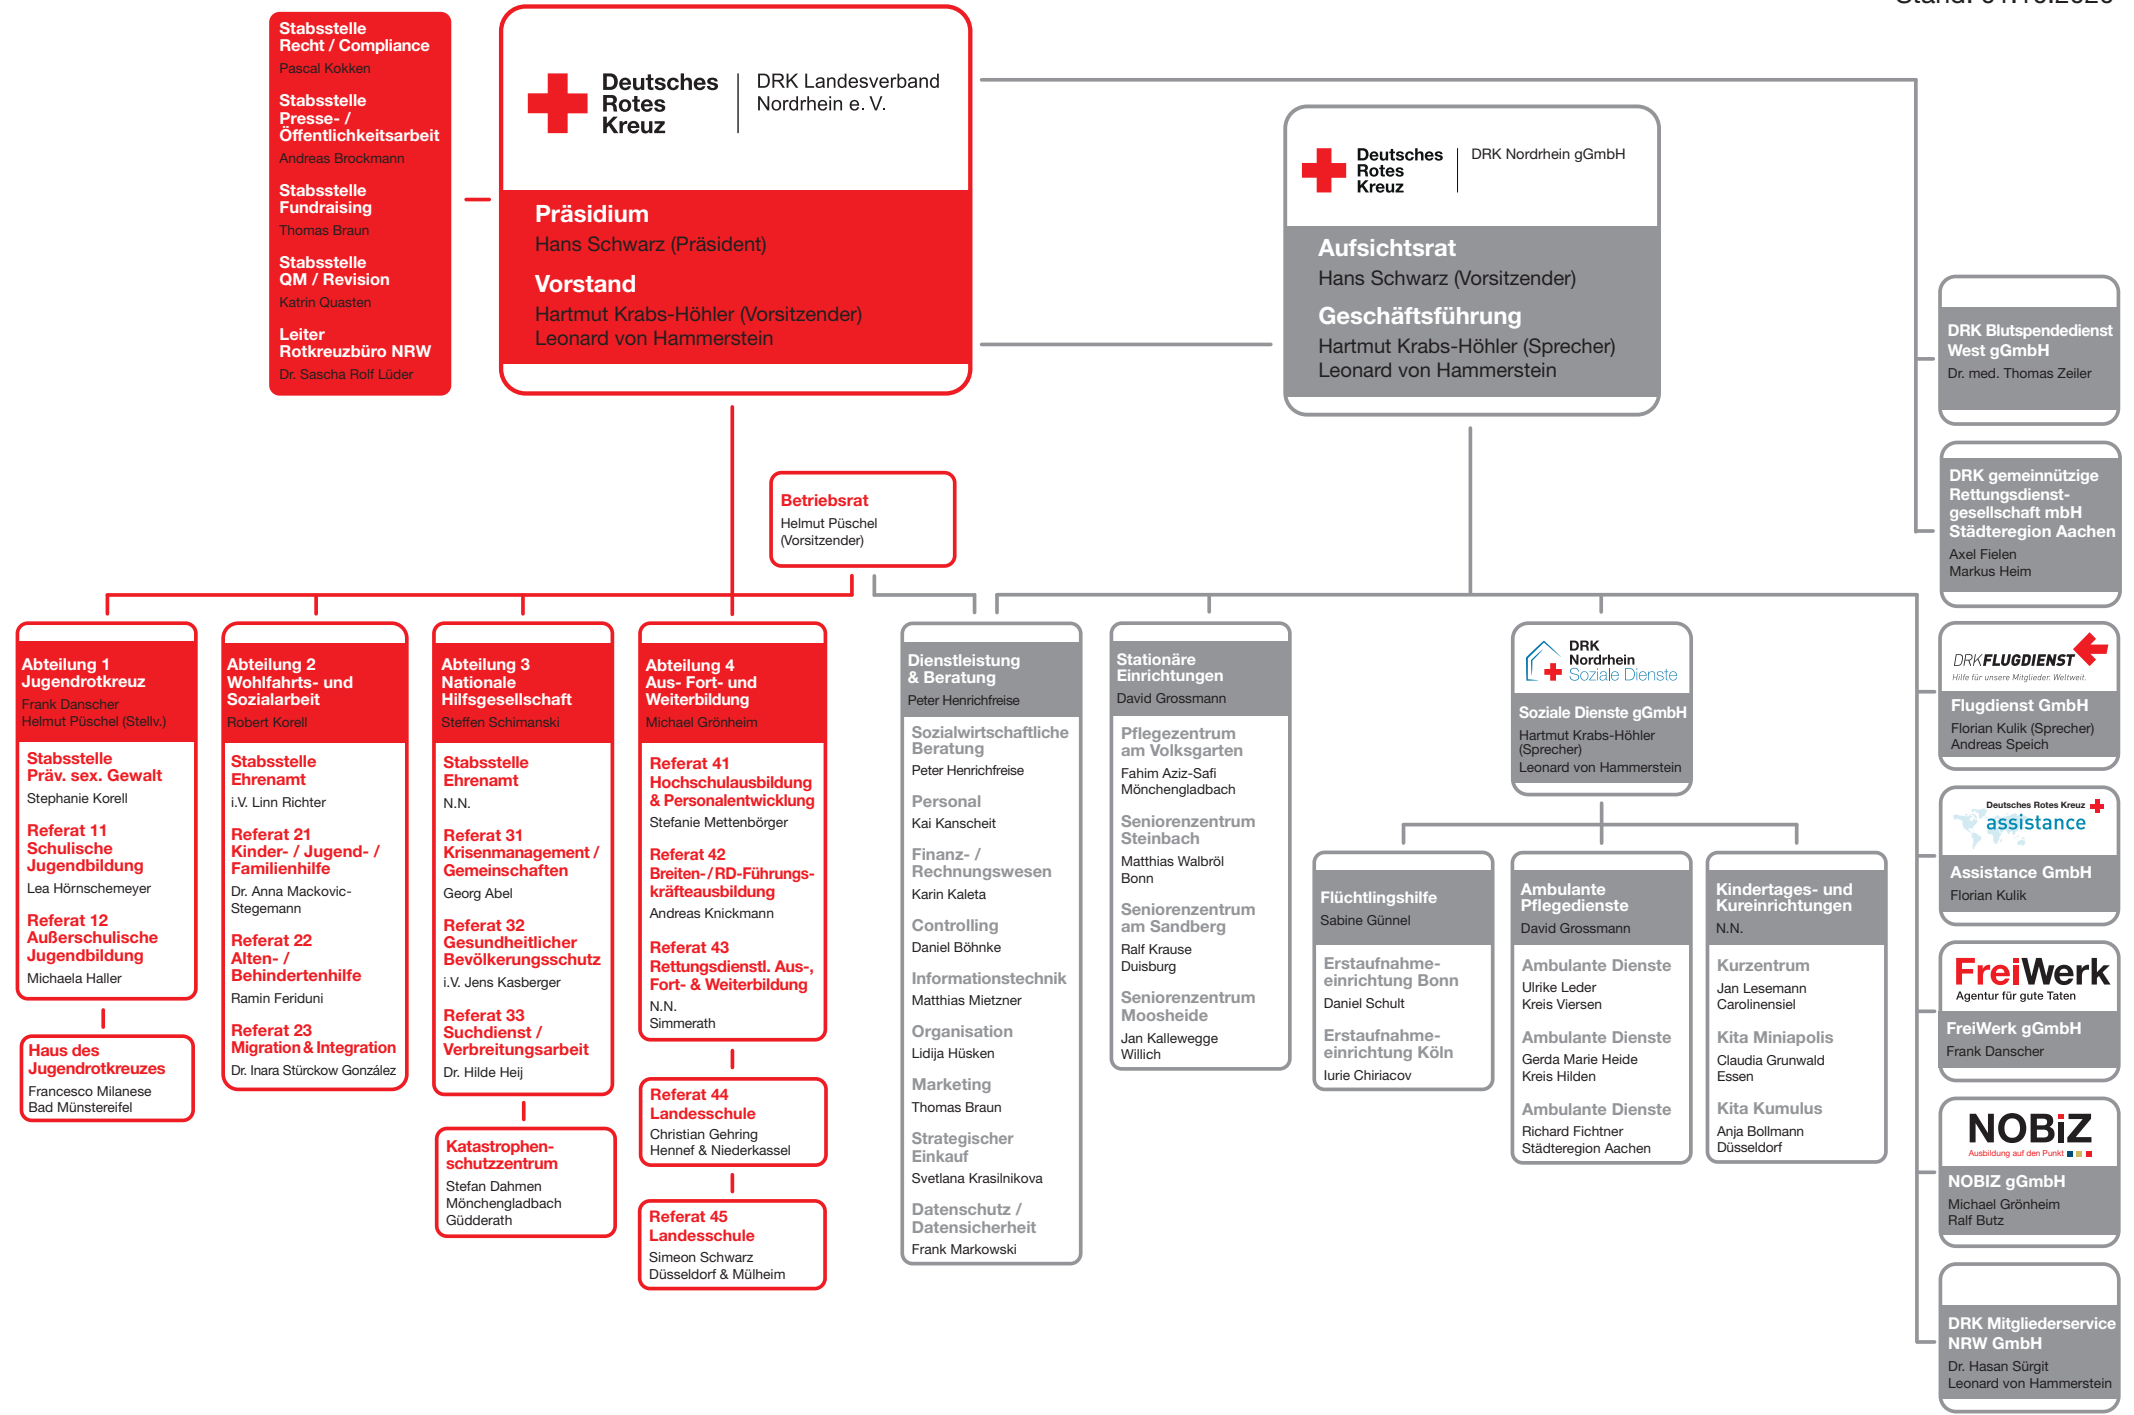 Stabsstelle
Recht / Compliance
Pascal Kokken
Stabsstelle
Presse- /
Öffentlichkeitsarbeit
Andreas Brockmann
Stabsstelle
Fundraising
Thomas Braun
Stabsstelle
QM / Revision
Katrin Quasten
Leiter
Rotkreuzbüro NRW
Dr. Sascha Rolf Lüder
Deutsches
Rotes
Kreuz
DRK Landesverband
Nordrhein e. V.
Präsidium
Hans Schwarz (Präsident)
Vorstand
Hartmut Krabs-Höhler (Vorsitzender)
Leonard von Hammerstein
Deutsches
Rotes
Kreuz
DRK Nordrhein gGmbH
Aufsichtsrat
Hans Schwarz (Vorsitzender)
Geschäftsführung
Hartmut Krabs-Höhler (Sprecher)
Leonard von Hammerstein
Betriebsrat
Helmut Püschel
(Vorsitzender)
Abteilung 1
Jugendrotkreuz
Frank Danscher
Helmut Püschel (Stellv.)
Stabsstelle
Präv. sex. Gewalt
Stephanie Korell
Referat 11
Schulische
Jugendbildung
Lea Hörnschemeyer
Referat 12
Außerschulische
Jugendbildung
Michaela Haller
Haus des
Jugendrotkreuzes
Francesco Milanese
Bad Münstereifel
Abteilung 2
Wohlfahrts- und
Sozialarbeit
Robert Korell
Stabsstelle
Ehrenamt
i.V. Linn Richter
Referat 21
Kinder- / Jugend- /
Familienhilfe
Dr. Anna Mackovic-
Stegemann
Referat 22
Alten- /
Behindertenhilfe
Ramin Feriduni
Referat 23
Migration & Integration
Dr. Inara Stürckow González
Abteilung 3
Nationale
Hilfsgesellschaft
Steffen Schimanski
Stabsstelle
Ehrenamt
N.N.
Referat 31
Krisenmanagement /
Gemeinschaften
Georg Abel
Referat 32
Gesundheitlicher
Bevölkerungsschutz
i.V. Jens Kasberger
Referat 33
Suchdienst /
Verbreitungsarbeit
Dr. Hilde Heij
Katastrophen-
schutzzentrum
Stefan Dahmen
Mönchengladbach
Güdderath
Abteilung 4
Aus- Fort- und
Weiterbildung
Michael Grönheim
Referat 41
Hochschulausbildung
& Personalentwicklung
Stefanie Mettenbörger
Referat 42
Breiten-/RD-Führungs-
kräfteausbildung
Andreas Knickmann
Referat 43
Rettungsdienstl. Aus-,
Fort- & Weiterbildung
N.N.
Simmerath
Referat 44
Landesschule
Christian Gehring
Hennef & Niederkassel
Referat 45
Landesschule
Simeon Schwarz
Düsseldorf & Mülheim
Dienstleistung
& Beratung
Peter Henrichfreise
Sozialwirtschaftliche
Beratung
Peter Henrichfreise
Personal
Kai Kanscheit
Finanz- /
Rechnungswesen
Karin Kaleta
Controlling
Daniel Böhnke
Informationstechnik
Matthias Mietzner
Organisation
Lidija Hüsken
Marketing
Thomas Braun
Strategischer
Einkauf
Svetlana Krasilnikova
Datenschutz /
Datensicherheit
Frank Markowski
Stationäre
Einrichtungen
David Grossmann
Pflegezentrum
am Volksgarten
Fahim Aziz-Safi
Mönchengladbach
Seniorenzentrum
Steinbach
Matthias Walbröl
Bonn
Seniorenzentrum
am Sandberg
Ralf Krause
Duisburg
Seniorenzentrum
Moosheide
Jan Kallewegge
Willich
DRK
Nordrhein
Soziale Dienste
Soziale Dienste gGmbH
Hartmut Krabs-Höhler
(Sprecher)
Leonard von Hammerstein
Flüchtlingshilfe
Sabine Günnel
Erstaufnahme-
einrichtung Bonn
Daniel Schult
Erstaufnahme-
einrichtung Köln
Iurie Chiriacov
Ambulante
Pflegedienste
David Grossmann
Ambulante Dienste
Ulrike Leder
Kreis Viersen
Ambulante Dienste
Gerda Marie Heide
Kreis Hilden
Ambulante Dienste
Richard Fichtner
Städteregion Aachen
Kindertages- und
Kureinrichtungen
N.N.
Kurzentrum
Jan Lesemann
Carolinensiel
Kita Miniapolis
Claudia Grunwald
Essen
Kita Kumulus
Anja Bollmann
Düsseldorf
DRK Blutspendedienst
West gGmbH
Dr. med. Thomas Zeiler
DRK gemeinnützige
Rettungsdienst-
gesellschaft mbH
Städteregion Aachen
Axel Fielen
Markus Heim
DRK FLUGDIENST
Hilfe für unsere Mitglieder. Weltweit.
Flugdienst GmbH
Florian Kulik (Sprecher)
Andreas Speich
Deutsches Rotes Kreuz
assistance
Assistance GmbH
Florian Kulik
FreiWerk
Agentur für gute Taten
FreiWerk gGmbH
Frank Danscher
NOBiZ
Ausbildung auf den Punkt
NOBIZ gGmbH
Michael Grönheim
Ralf Butz
DRK Mitgliederservice
NRW GmbH
Dr. Hasan Sürgit
Leonard von Hammerstein